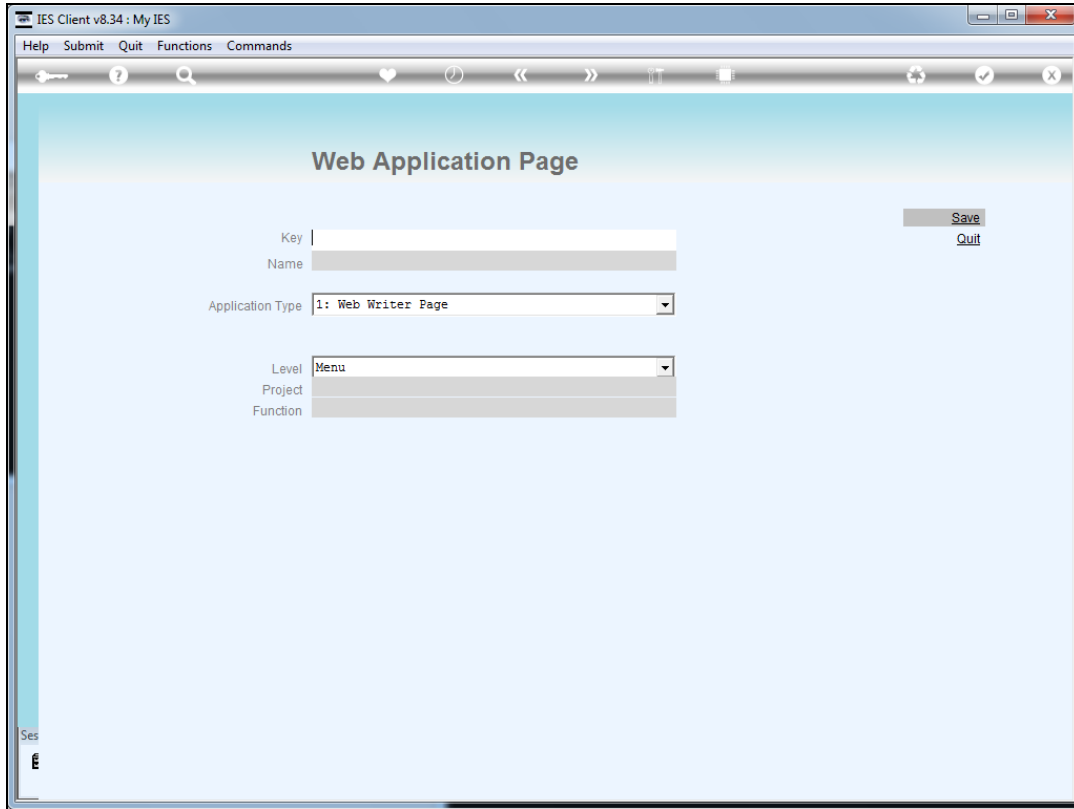 IES Client v8.34 : My IES
Help Submit Quit Functions Commands
Web Application Page
Save
Key
Quit
Name
Application Type 1: Web Writer Page
Level Menu
Project
Function
Ses